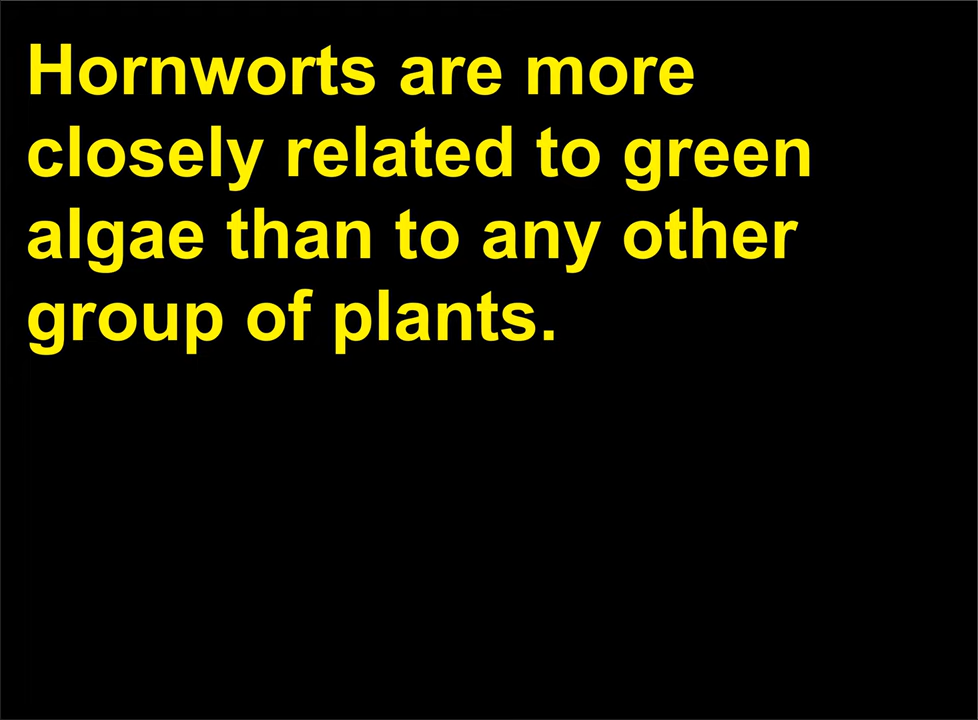 Hornworts are more
closely related to green
algae than to any other
group of plants.